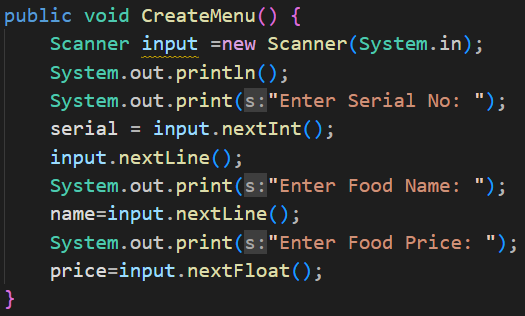 public void CreateMenu() {
Scanner input =new Scanner(System.in);
System.out.println();
System.out.print(s:"Enter Serial No: ");
serial = input.nextInt();
input.nextLine();
System.out.print(s:"Enter Food Name: ");
name=input.nextLine();
System.out.print(s:"Enter Food Price: ");
price=input.nextFloat();
}